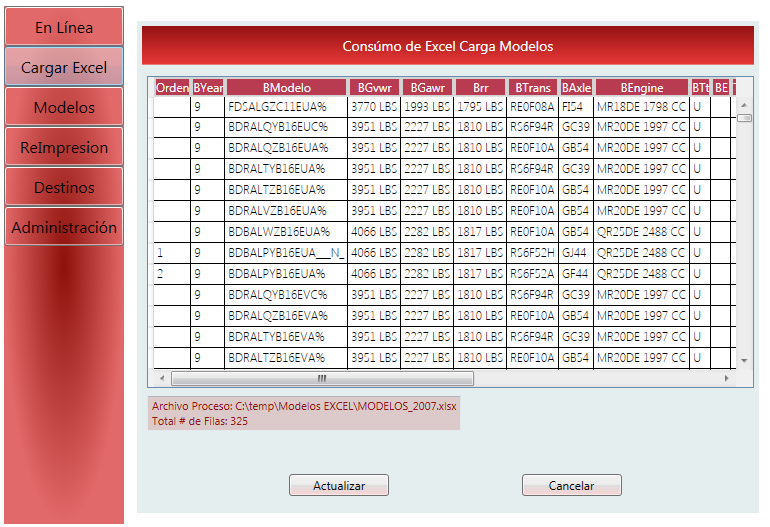 En Línea
Cargar Excel
Modelos
ReImpresion
Destinos
Administración
Consúmo de Excel Carga Modelos
Orden BYear BModelo BGvwr BGawr Brr BTrans BAxle BEngine BTt BE
9 FDSALGZC11EUA% 3770 LBS 1993 LBS 1795 LBS RE0F08A FI54 MR18DE 1798 CC U
9 BDRALQYB16EUC% 3951 LBS 2227 LBS 1810 LBS RS6F94R GC39 MR20DE 1997 CC U
9 BDRALQZB16EUA% 3951 LBS 2227 LBS 1810 LBS RE0F10A GB54 MR20DE 1997 CC U
9 BDRALTYB16EUA% 3951 LBS 2227 LBS 1810 LBS RS6F94R GC39 MR20DE 1997 CC U
9 BDRALTZB16EUA% 3951 LBS 2227 LBS 1810 LBS RE0F10A GB54 MR20DE 1997 CC U
9 BDRALVZB16EUA% 3951 LBS 2227 LBS 1810 LBS RE0F10A GB54 MR20DE 1997 CC U
9 BDBALWZB16EUA% 4066 LBS 2282 LBS 1817 LBS RE0F10A GB54 QR25DE 2488 CC U
1 9 BDBALPYB16EUA___N_ 4066 LBS 2282 LBS 1817 LBS RS6F52H GJ44 QR25DE 2488 CC U
2 9 BDBALPYB16EUA% 4066 LBS 2282 LBS 1817 LBS RS6F52A GF44 QR25DE 2488 CC U
9 BDRALQYB16EVC% 3951 LBS 2227 LBS 1810 LBS RS6F94R GC39 MR20DE 1997 CC U
9 BDRALQZB16EVA% 3951 LBS 2227 LBS 1810 LBS RE0F10A GB54 MR20DE 1997 CC U
9 BDRALTYB16EVA% 3951 LBS 2227 LBS 1810 LBS RS6F94R GC39 MR20DE 1997 CC U
9 BDRALTZB16EVA% 3951 LBS 2227 LBS 1810 LBS RE0F10A GB54 MR20DE 1997 CC U
Archivo Proceso: C:\temp\Modelos EXCEL\MODELOS_2007.xlsx
Total # de Filas: 325
Actualizar
Cancelar